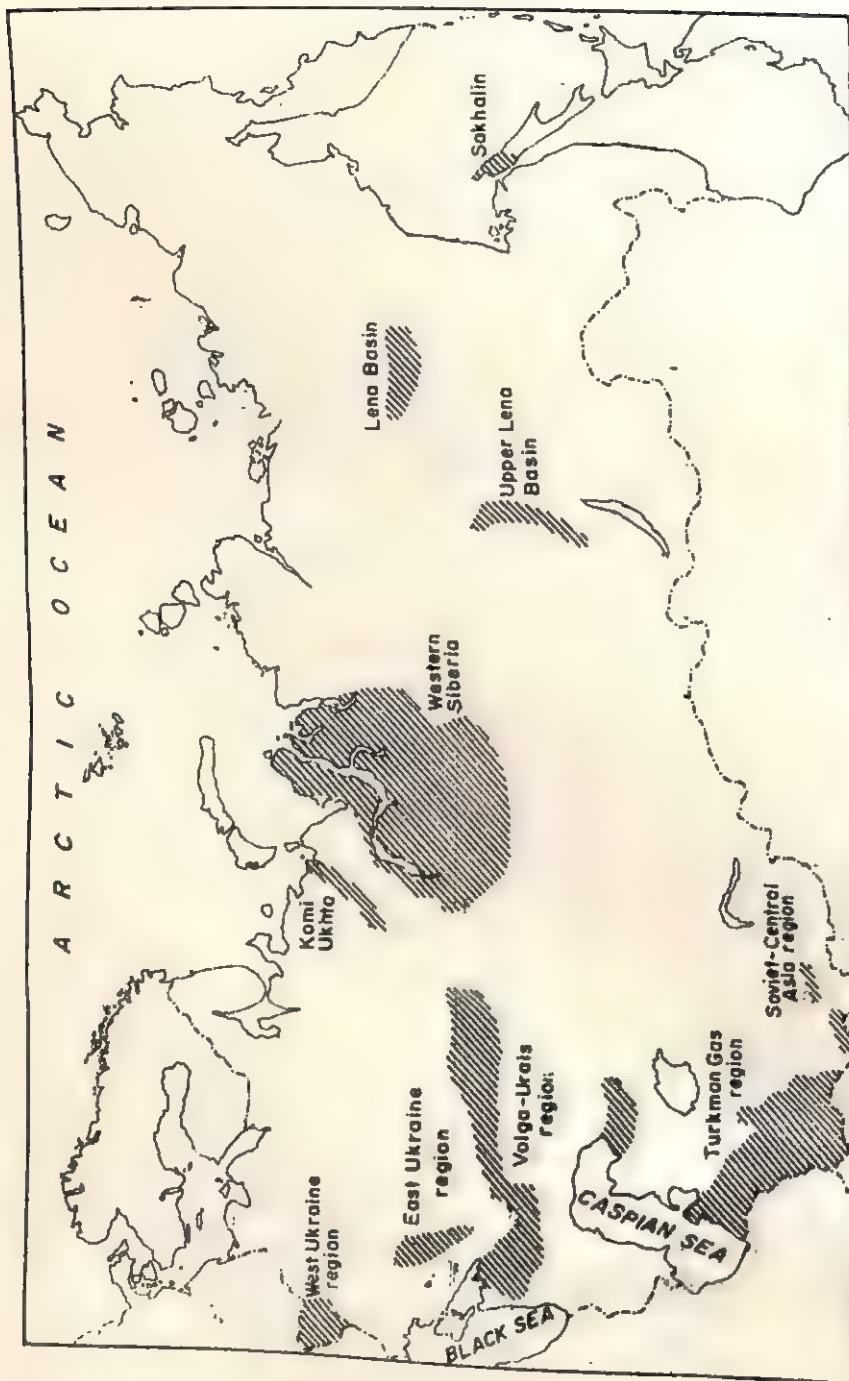 ARCTIC OCEAN
Sakhalin
Lena Basin
Upper Lena
Basin
Western
Siberia
Komi
Ukhta
Soviet-Central
Asia region
Turkman Gas
region
Volga-Urals
region
East Ukraine
region
West Ukraine
region
CASPIAN SEA
BLACK SEA